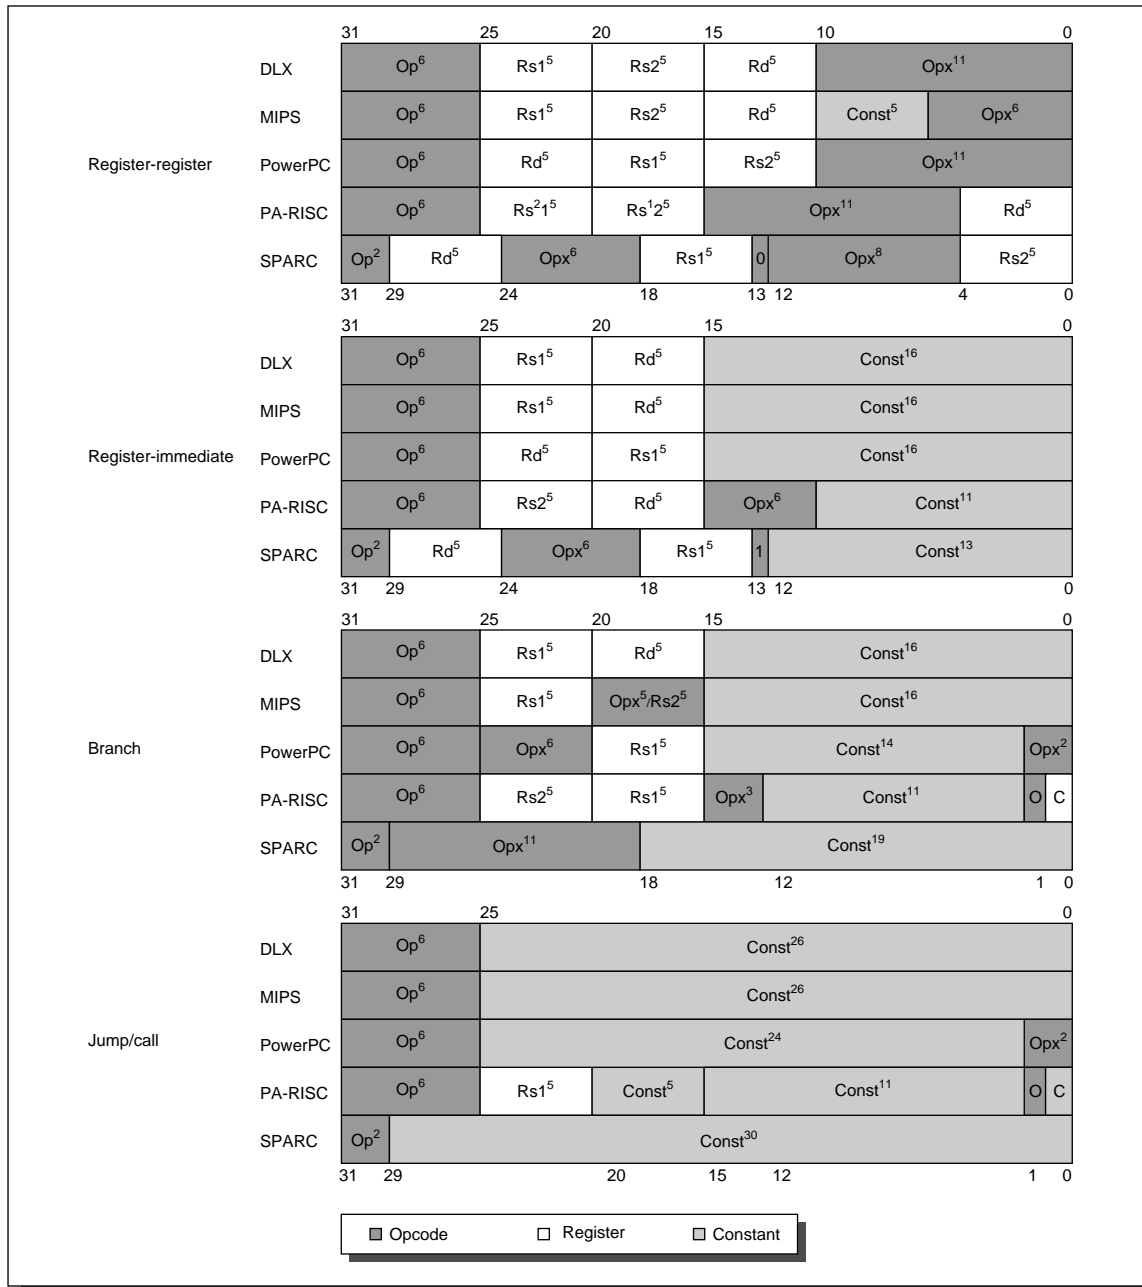 31 25 20 15 10 0
DLX Op⁶ Rs1⁵ Rs2⁵ Rd⁵ Opx¹¹
MIPS Op⁶ Rs1⁵ Rs2⁵ Rd⁵ Const⁵ Opx⁶
Register-register PowerPC Op⁶ Rd⁵ Rs1⁵ Rs2⁵ Opx¹¹
PA-RISC Op⁶ Rs²1⁵ Rs¹2⁵ Opx¹¹ Rd⁵
SPARC Op² Rd⁵ Opx⁶ Rs1⁵ 0 Opx⁸ Rs2⁵
31 29 24 18 13 12 4 0
31 25 20 15 0
DLX Op⁶ Rs1⁵ Rd⁵ Const¹⁶
MIPS Op⁶ Rs1⁵ Rd⁵ Const¹⁶
Register-immediate PowerPC Op⁶ Rd⁵ Rs1⁵ Const¹⁶
PA-RISC Op⁶ Rs2⁵ Rd⁵ Opx⁶ Const¹¹
SPARC Op² Rd⁵ Opx⁶ Rs1⁵ 1 Const¹³
31 29 24 18 13 12 0
31 25 20 15 0
DLX Op⁶ Rs1⁵ Rd⁵ Const¹⁶
MIPS Op⁶ Rs1⁵ Opx⁵/Rs2⁵ Const¹⁶
Branch PowerPC Op⁶ Opx⁶ Rs1⁵ Const¹⁴ Opx²
PA-RISC Op⁶ Rs2⁵ Rs1⁵ Opx³ Const¹¹ O C
SPARC Op² Opx¹¹ Const¹⁹
31 29 18 12 1 0
31 25 0
DLX Op⁶ Const²⁶
MIPS Op⁶ Const²⁶
Jump/call PowerPC Op⁶ Const²⁴ Opx²
PA-RISC Op⁶ Rs1⁵ Const⁵ Const¹¹ O C
SPARC Op² Const³⁰
31 29 20 15 12 1 0
Opcode Register Constant